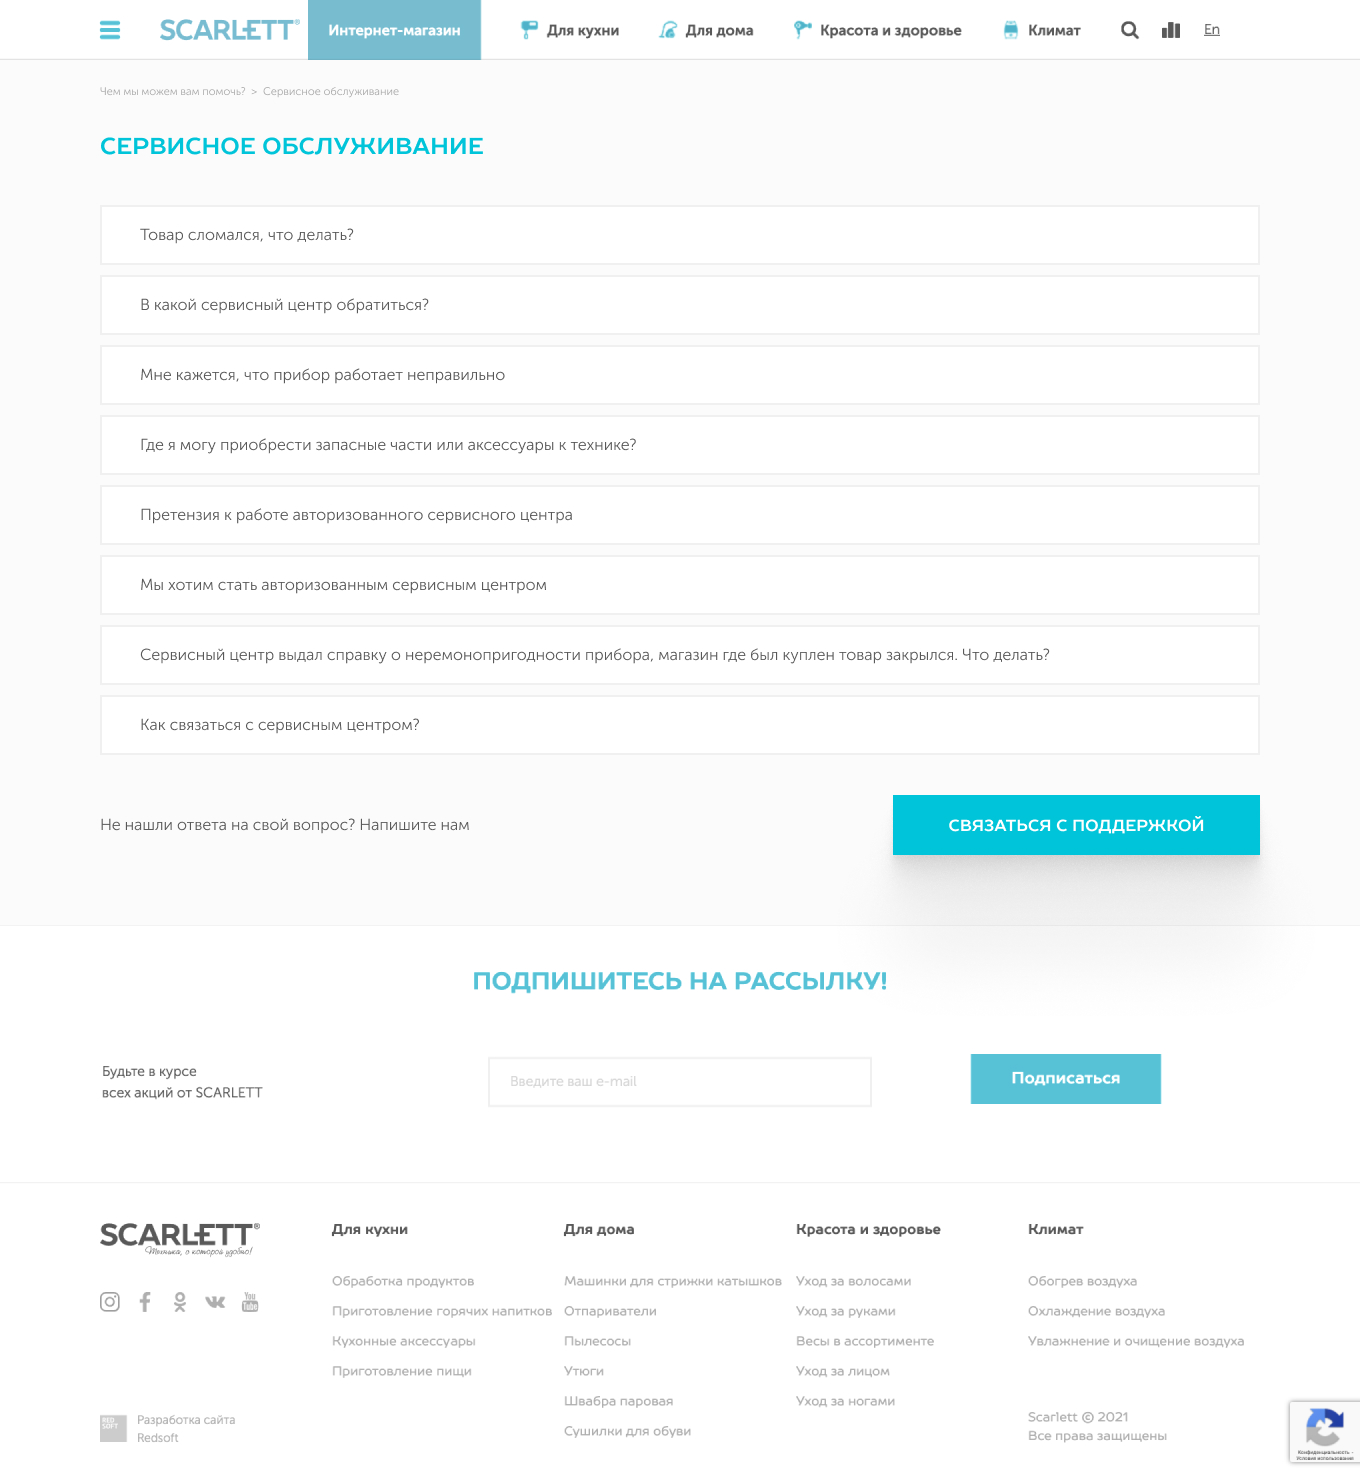 SCARLETT®
Интернет-магазин
Для кухни
Для дома
Красота и здоровье
Климат
En
Чем мы можем вам помочь? > Сервисное обслуживание
СЕРВИСНОЕ ОБСЛУЖИВАНИЕ
Товар сломался, что делать?
В какой сервисный центр обратиться?
Мне кажется, что прибор работает неправильно
Где я могу приобрести запасные части или аксессуары к технике?
Претензия к работе авторизованного сервисного центра
Мы хотим стать авторизованным сервисным центром
Сервисный центр выдал справку о неремонопригодности прибора, магазин где был куплен товар закрылся. Что делать?
Как связаться с сервисным центром?
Не нашли ответа на свой вопрос? Напишите нам
СВЯЗАТЬСЯ С ПОДДЕРЖКОЙ
ПОДПИШИТЕСЬ НА РАССЫЛКУ!
Будьте в курсе
всех акций от SCARLETT
Введите ваш e-mail
Подписаться
SCARLETT®
Техника, с которой удобно!
You
Tube
RED
SOFT
Разработка сайта
Redsoft
Для кухни
Обработка продуктов
Приготовление горячих напитков
Кухонные аксессуары
Приготовление пищи
Для дома
Машинки для стрижки катышков
Отпариватели
Пылесосы
Утюги
Швабра паровая
Сушилки для обуви
Красота и здоровье
Уход за волосами
Уход за руками
Весы в ассортименте
Уход за лицом
Уход за ногами
Климат
Обогрев воздуха
Охлаждение воздуха
Увлажнение и очищение воздуха
Scarlett © 2021
Все права защищены
Конфиденциальность -
Условия использования